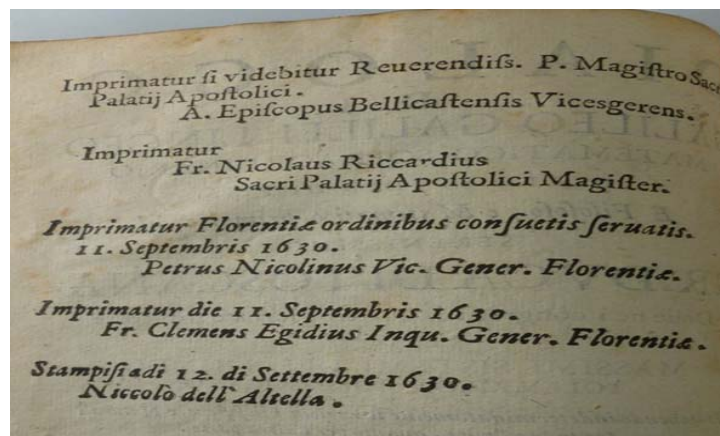 Imprimatur ſi videbitur Reuerendiſs. P. Magiſtro Sacr
Palatij Apoſtolici.
A. Epiſcopus Bellicaſtenſis Vicesgerens.
Imprimatur
Fr. Nicolaus Riccardius
Sacri Palatij Apoſtolici Magiſter.
Imprimatur Florentiæ ordinibus conſuetis ſeruatis.
11. Septembris 1630.
Petrus Nicolinus Vic. Gener. Florentiæ.
Imprimatur die 11. Septembris 1630.
Fr. Clemens Egidius Inqu. Gener. Florentiæ.
Stampiſi adì 12. di Settembre 1630.
Niccolò dell'Altella.